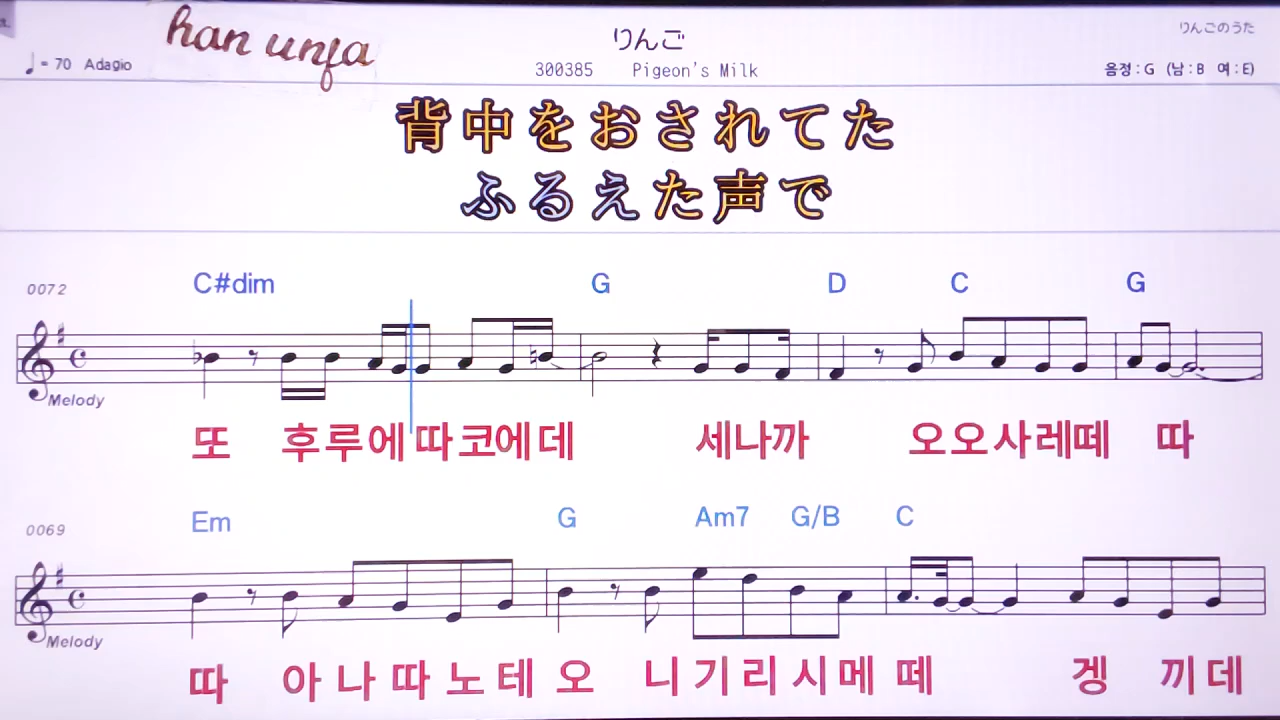 han unfa
りんご
りんごのうた
♩= 70 Adagio
300385 Pigeon's Milk
음정:G (남:B 여:E)
背中をおされてた
ふるえた声で
0072 C#dim G D C G
Melody
또 후루에따코에데 세나까 오오사레떼 따
0069 Em G Am7 G/B C
Melody
따 아나따노테오 니기리시메떼 겡끼데